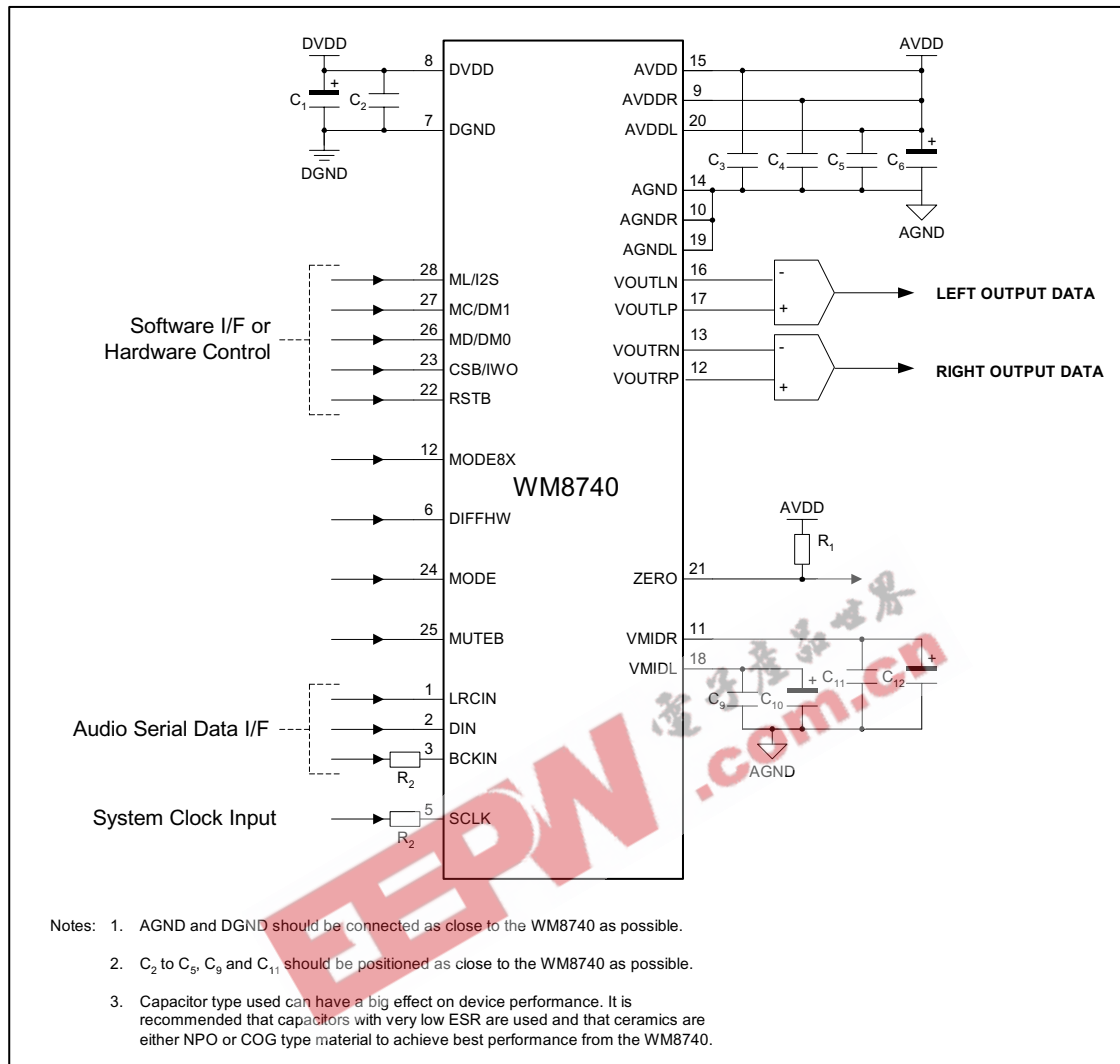 DVDD
AVDD
8
DVDD
AVDD
15
+
C1
C2
AVDDR
9
7
DGND
AVDDL
20
+
DGND
C3
C4
C5
C6
AGND
14
AGNDR
10
AGND
AGNDL
19
28
ML/I2S
VOUTLN
16
-
LEFT OUTPUT DATA
27
MC/DM1
VOUTLP
17
+
Software I/F or
Hardware Control
26
MD/DM0
VOUTRN
13
-
23
CSB/IWO
VOUTRP
12
+
RIGHT OUTPUT DATA
22
RSTB
12
MODE8X
WM8740
6
DIFFHW
AVDD
R1
24
MODE
ZERO
21
25
MUTEB
VMIDR
11
VMIDL
18
+
+
C9
C10
C11
C12
1
LRCIN
Audio Serial Data I/F
2
DIN
3
BCKIN
R2
AGND
System Clock Input
5
SCLK
R2
電子產品世界
EEPW
.com.cn
Notes: 1. AGND and DGND should be connected as close to the WM8740 as possible.
2. C2 to C5, C9 and C11 should be positioned as close to the WM8740 as possible.
3. Capacitor type used can have a big effect on device performance. It is
recommended that capacitors with very low ESR are used and that ceramics are
either NPO or COG type material to achieve best performance from the WM8740.